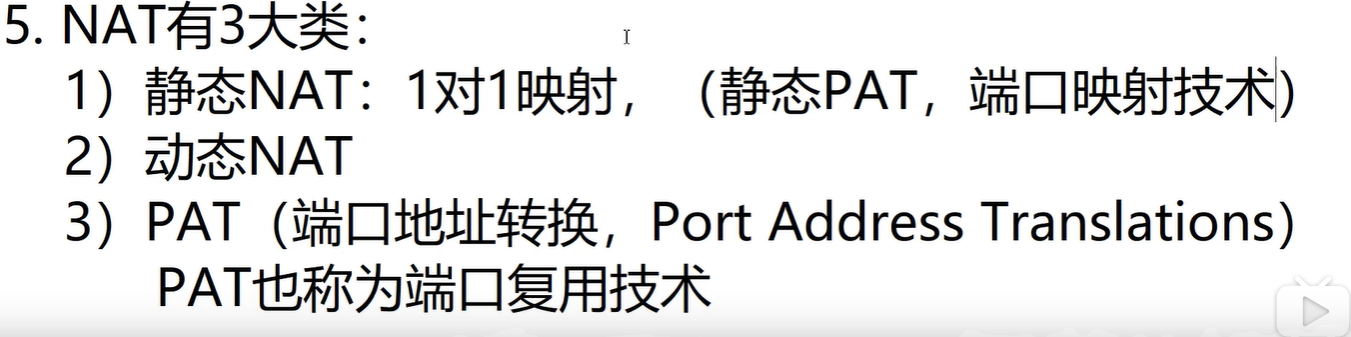 5. NAT有3大类：
1）静态NAT：1对1映射，（静态PAT，端口映射技术）
2）动态NAT
3）PAT（端口地址转换，Port Address Translations）
PAT也称为端口复用技术